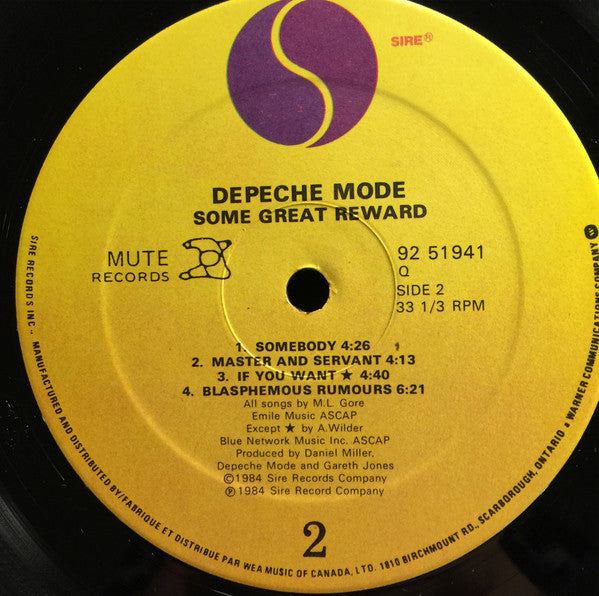 SIRE®
DEPECHE MODE
SOME GREAT REWARD
MUTE
RECORDS
92 51941
Q
SIDE 2
33 1/3 RPM
1. SOMEBODY 4:26
2. MASTER AND SERVANT 4:13
3. IF YOU WANT ★ 4:40
4. BLASPHEMOUS RUMOURS 6:21
All songs by M.L. Gore
Emile Music ASCAP
Except ★ by A.Wilder
Blue Network Music Inc. ASCAP
Produced by Daniel Miller,
Depeche Mode and Gareth Jones
©1984 Sire Records Company
℗1984 Sire Record Company
2
SIRE RECORDS INC. MANUFACTURED AND DISTRIBUTED BY/FABRIQUE ET DISTRIBUE PAR WEA MUSIC OF CANADA, LTD. 1810 BIRCHMOUNT RD., SCARBOROUGH, ONTARIO A WARNER COMMUNICATIONS COMPANY